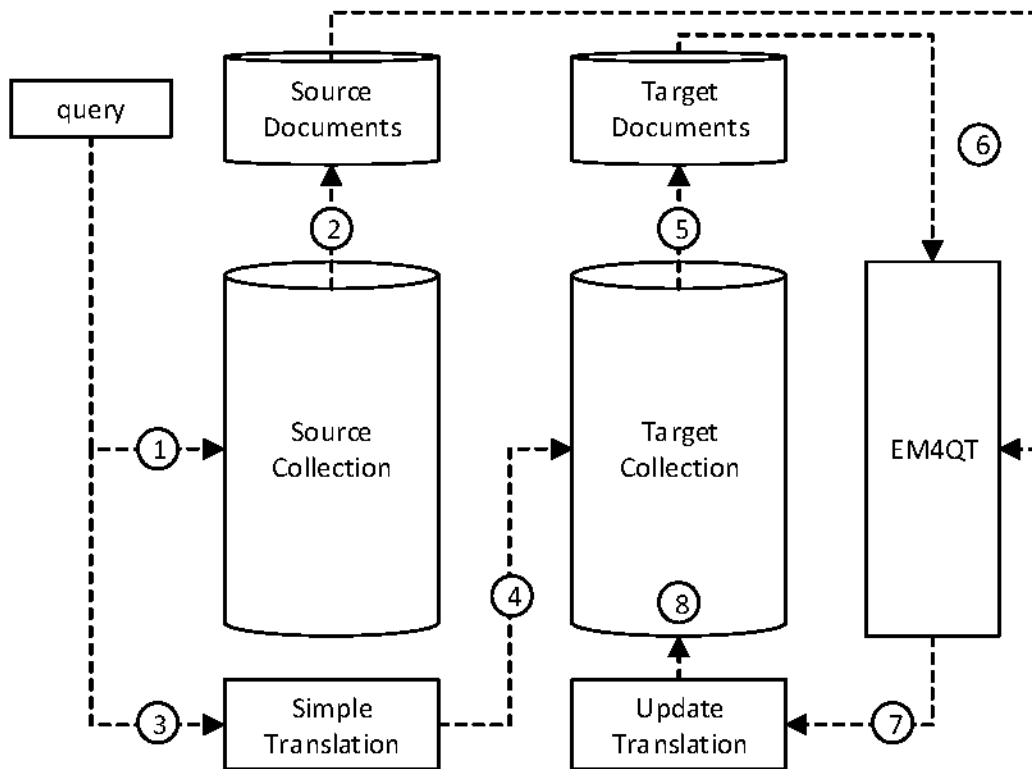 Source
Documents
Target
Documents
query
6
2
5
1
Source
Collection
Target
Collection
EM4QT
4
8
3
Simple
Translation
Update
Translation
7